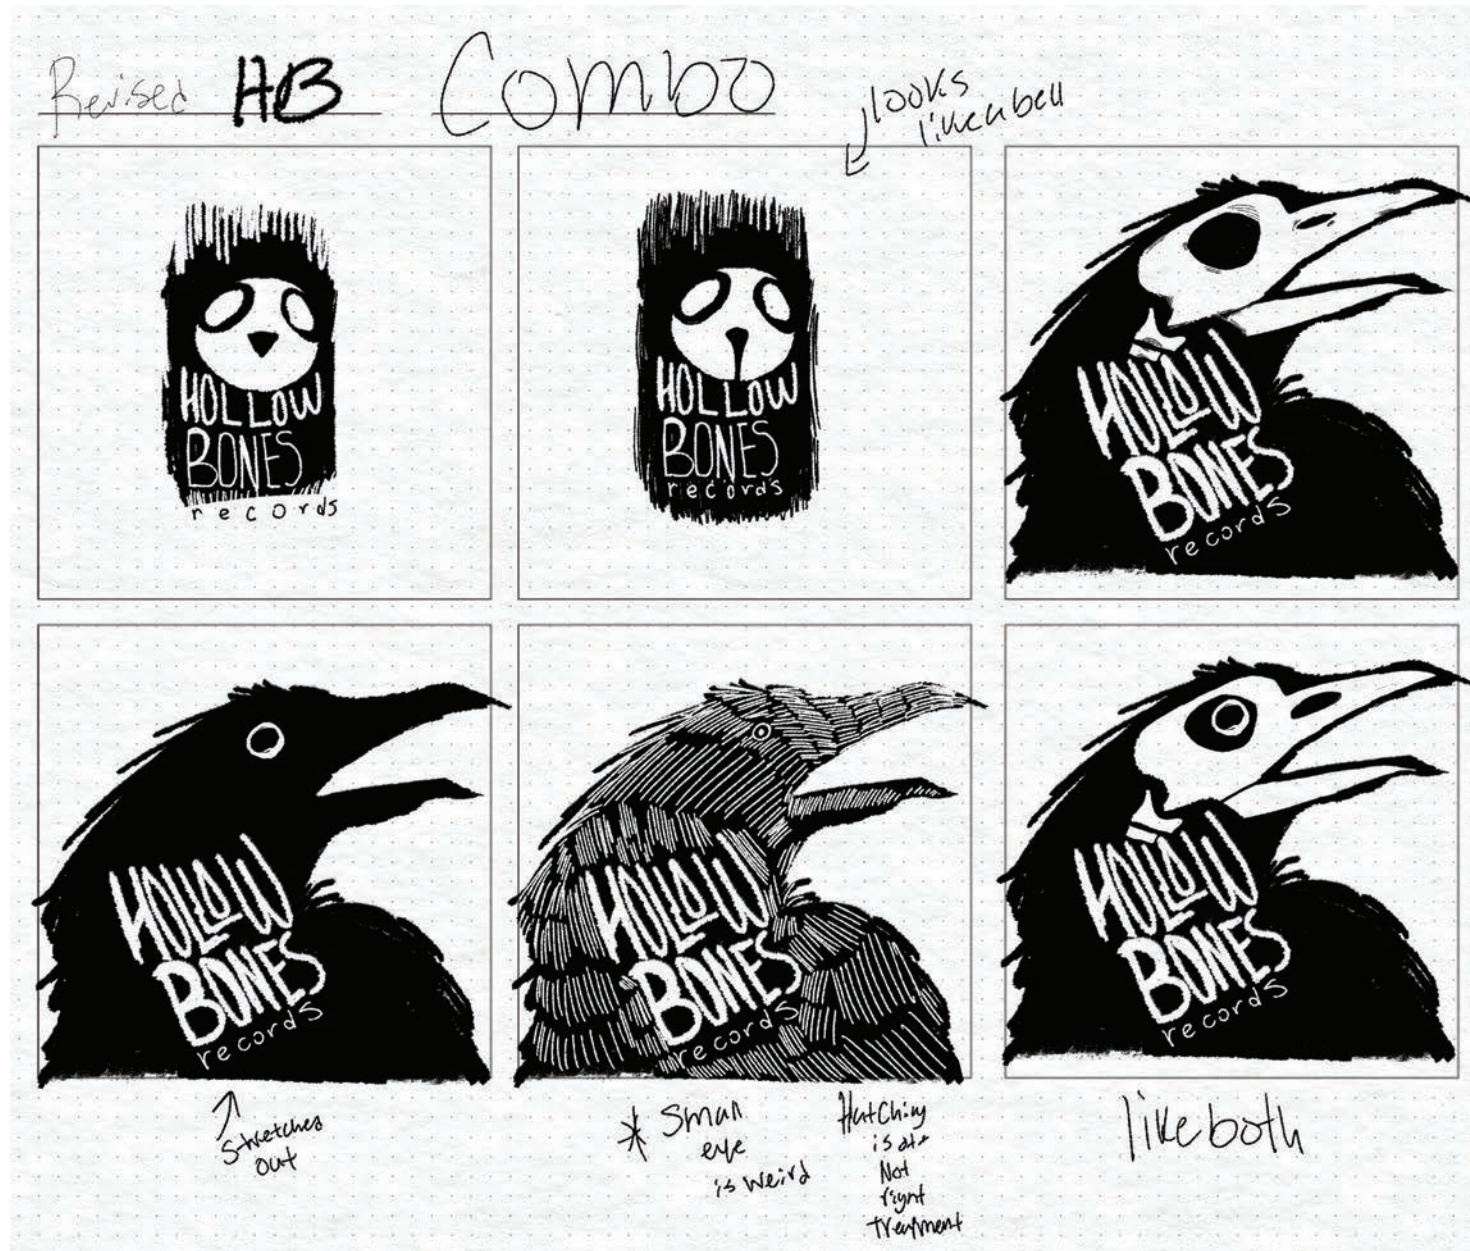 Revised HB Combo
looks
like a bell
HOLLOW
BONES
records
HOLLOW
BONES
records
HOLLOW
BONES
records
HOLLOW
BONES
records
HOLLOW
BONES
records
HOLLOW
BONES
records
Stretches
out
* Small
eye
is weird
Hatching
is
Not
right
treatment
like both